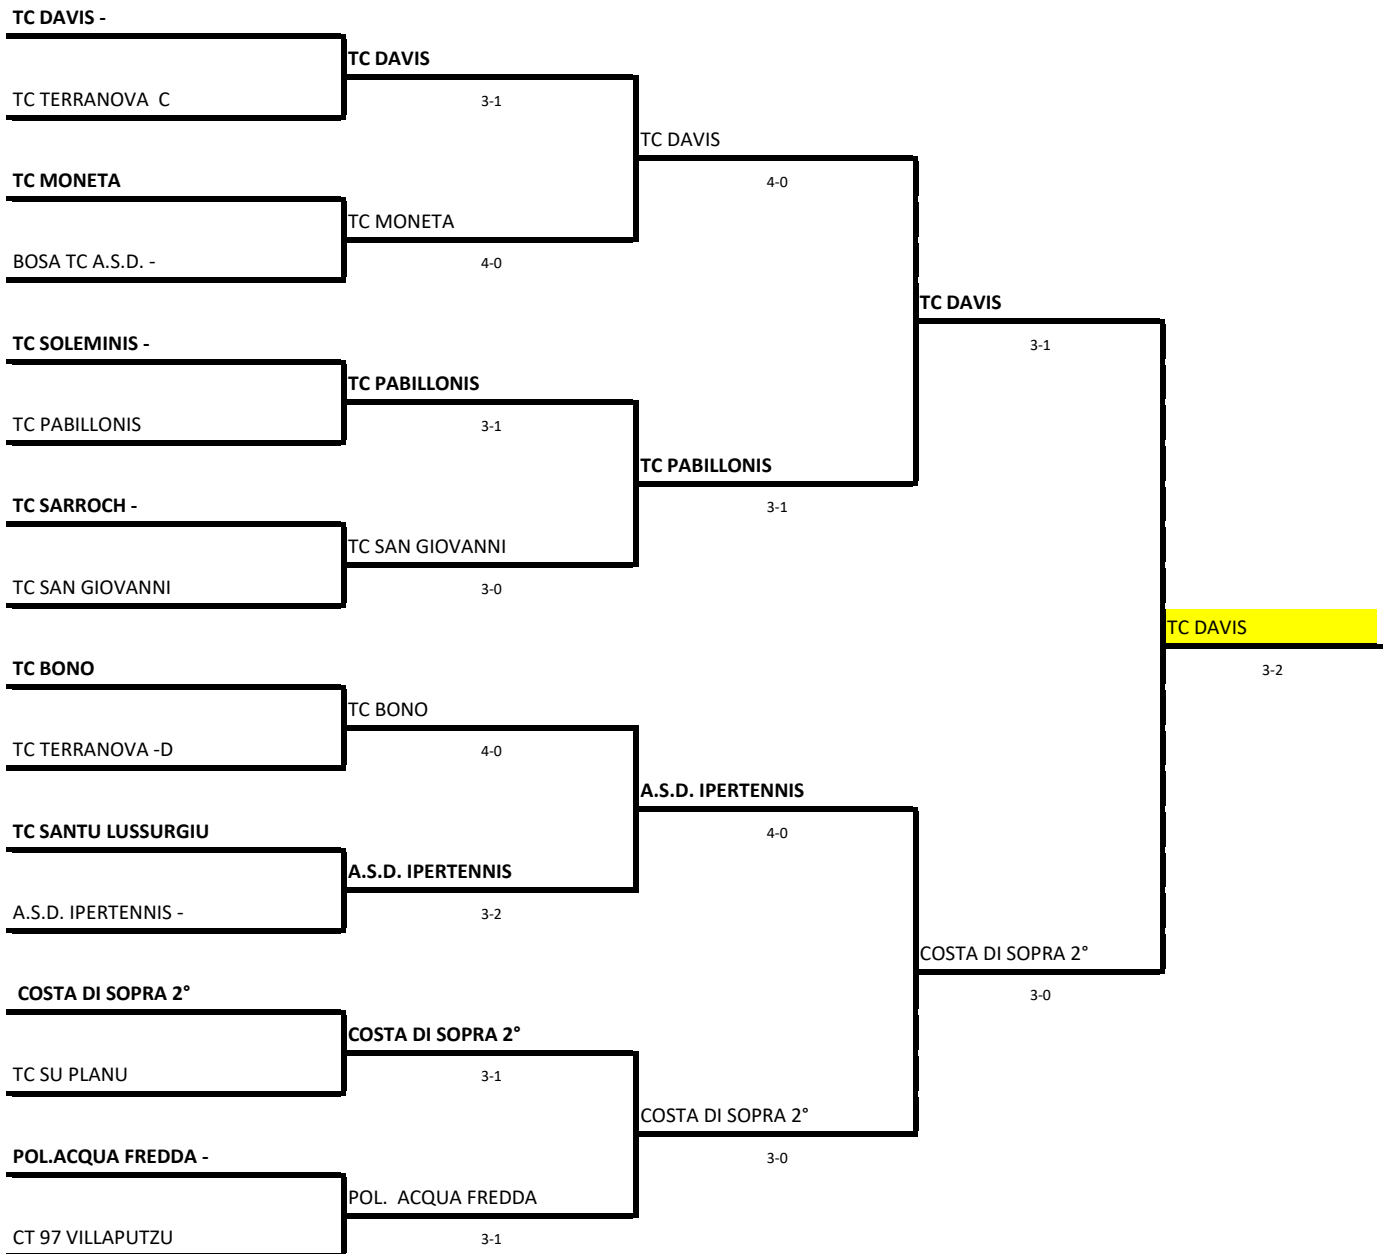 TC DAVIS -
TC DAVIS
TC TERRANOVA  C
3-1
TC DAVIS
TC MONETA
4-0
TC MONETA
BOSA TC A.S.D. -
4-0
TC DAVIS
TC SOLEMINIS -
3-1
TC PABILLONIS
TC PABILLONIS
3-1
TC PABILLONIS
TC SARROCH -
3-1
TC SAN GIOVANNI
TC SAN GIOVANNI
3-0
TC DAVIS
TC BONO
3-2
TC BONO
TC TERRANOVA -D
4-0
A.S.D. IPERTENNIS
TC SANTU LUSSURGIU
4-0
A.S.D. IPERTENNIS
A.S.D. IPERTENNIS -
3-2
COSTA DI SOPRA 2°
COSTA DI SOPRA 2°
3-0
COSTA DI SOPRA 2°
TC SU PLANU
3-1
COSTA DI SOPRA 2°
POL.ACQUA FREDDA -
3-0
POL.  ACQUA FREDDA
CT 97 VILLAPUTZU
3-1